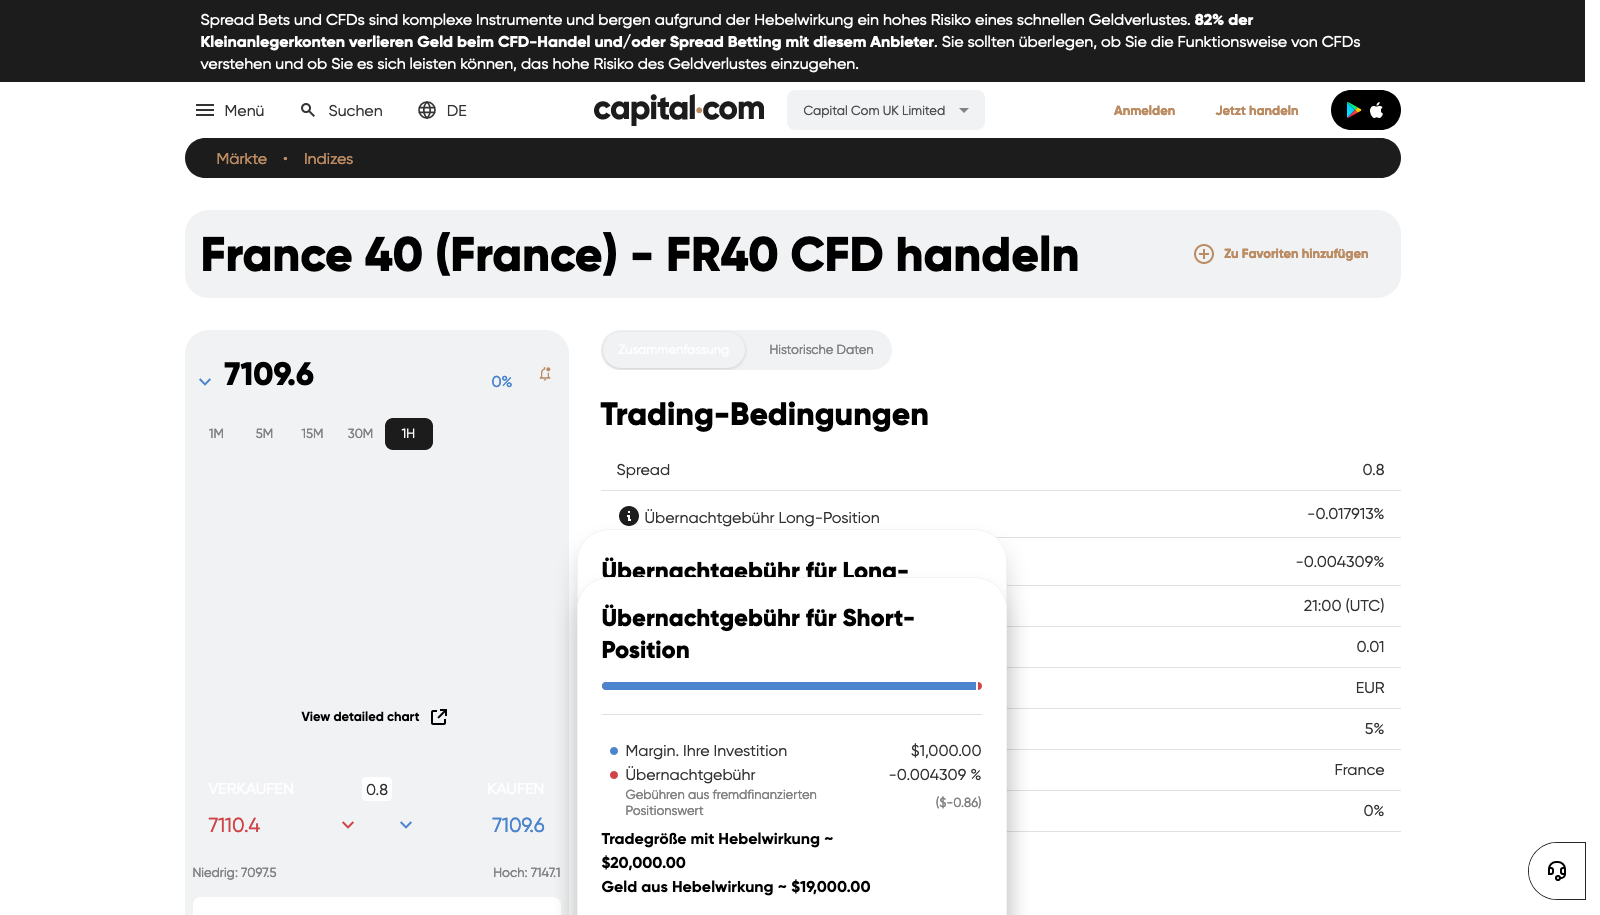 Spread Bets und CFDs sind komplexe Instrumente und bergen aufgrund der Hebelwirkung ein hohes Risiko eines schnellen Geldverlustes. 82% der
Kleinanlegerkonten verlieren Geld beim CFD-Handel und/oder Spread Betting mit diesem Anbieter. Sie sollten überlegen, ob Sie die Funktionsweise von CFDs
verstehen und ob Sie es sich leisten können, das hohe Risiko des Geldverlustes einzugehen.
Menü Suchen DE capital.com Capital Com UK Limited Anmelden Jetzt handeln
Märkte • Indizes
France 40 (France) - FR40 CFD handeln Zu Favoriten hinzufügen
7109.6 0%
1M 5M 15M 30M 1H
View detailed chart
VERKAUFEN 0.8 KAUFEN
7110.4 7109.6
Niedrig: 7097.5 Hoch: 7147.1
Zusammenfassung Historische Daten
Trading-Bedingungen
Spread 0.8
Übernachtgebühr Long-Position -0.017913%
-0.004309%
21:00 (UTC)
0.01
EUR
5%
France
0%
Übernachtgebühr für Long-
Übernachtgebühr für Short-
Position
Margin. Ihre Investition $1,000.00
Übernachtgebühr -0.004309 %
Gebühren aus fremdfinanzierten
Positionswert ($-0.86)
Tradegröße mit Hebelwirkung ~
$20,000.00
Geld aus Hebelwirkung ~ $19,000.00